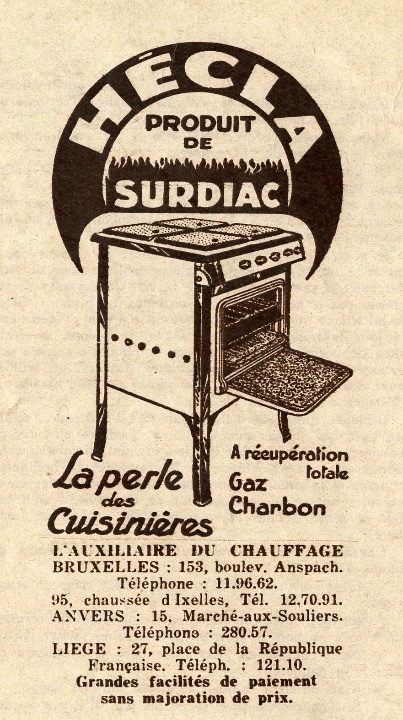 HÉCLA
PRODUIT
DE
SURDIAC
La perle
des
Cuisinières
A récupération
totale
Gaz
Charbon
L'AUXILIAIRE DU CHAUFFAGE
BRUXELLES : 153, boulev. Anspach.
Téléphone : 11.96.62.
95, chaussée d'Ixelles, Tél. 12.70.91.
ANVERS : 15, Marché-aux-Souliers.
Téléphone : 280.57.
LIEGE : 27, place de la République
Française. Téléph. : 121.10.
Grandes facilités de paiement
sans majoration de prix.